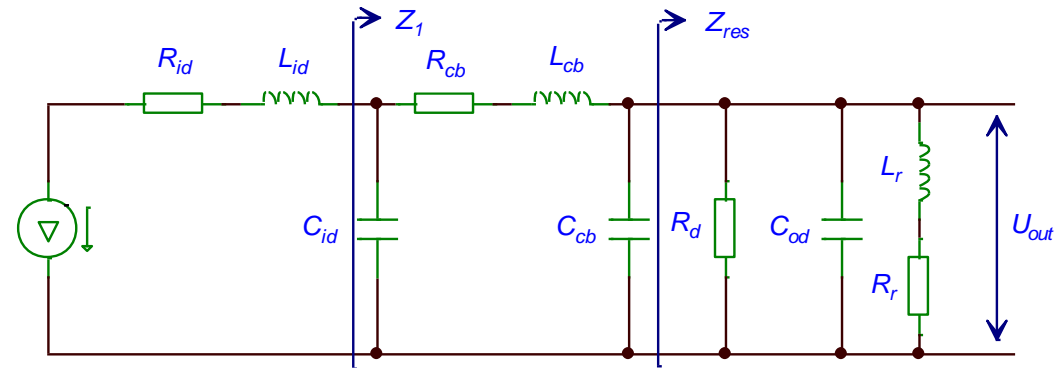 Z1
Zres
Rid
Lid
Rcb
Lcb
Cid
Ccb
Rd
Cod
Lr
Rr
Uout